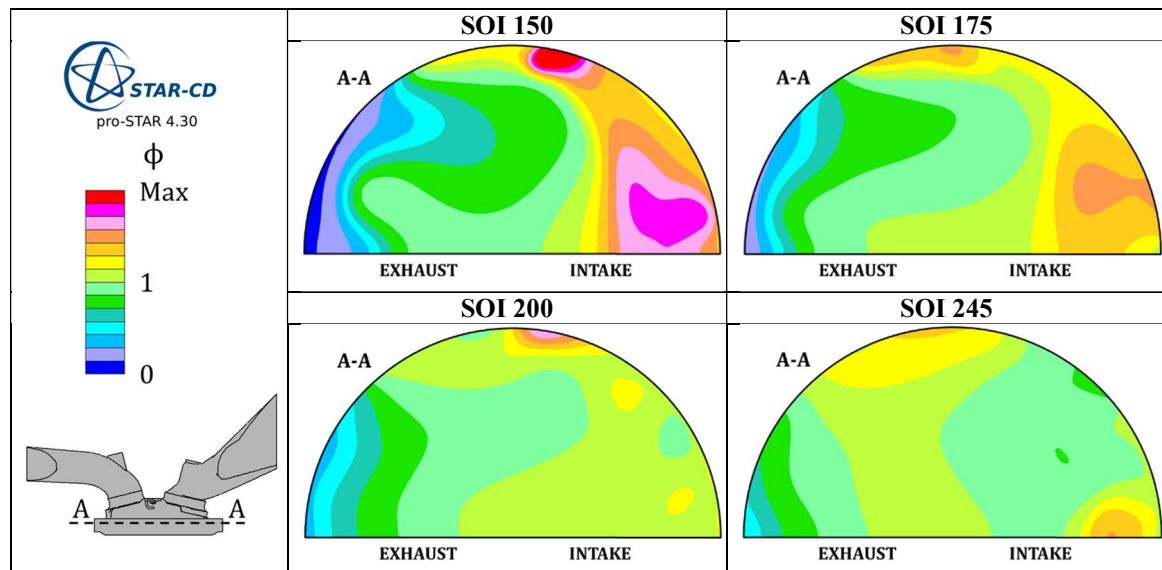 STAR-CD
pro-STAR 4.30
ϕ
Max
1
0
A A
SOI 150
A-A
EXHAUST INTAKE
SOI 175
A-A
EXHAUST INTAKE
SOI 200
A-A
EXHAUST INTAKE
SOI 245
A-A
EXHAUST INTAKE